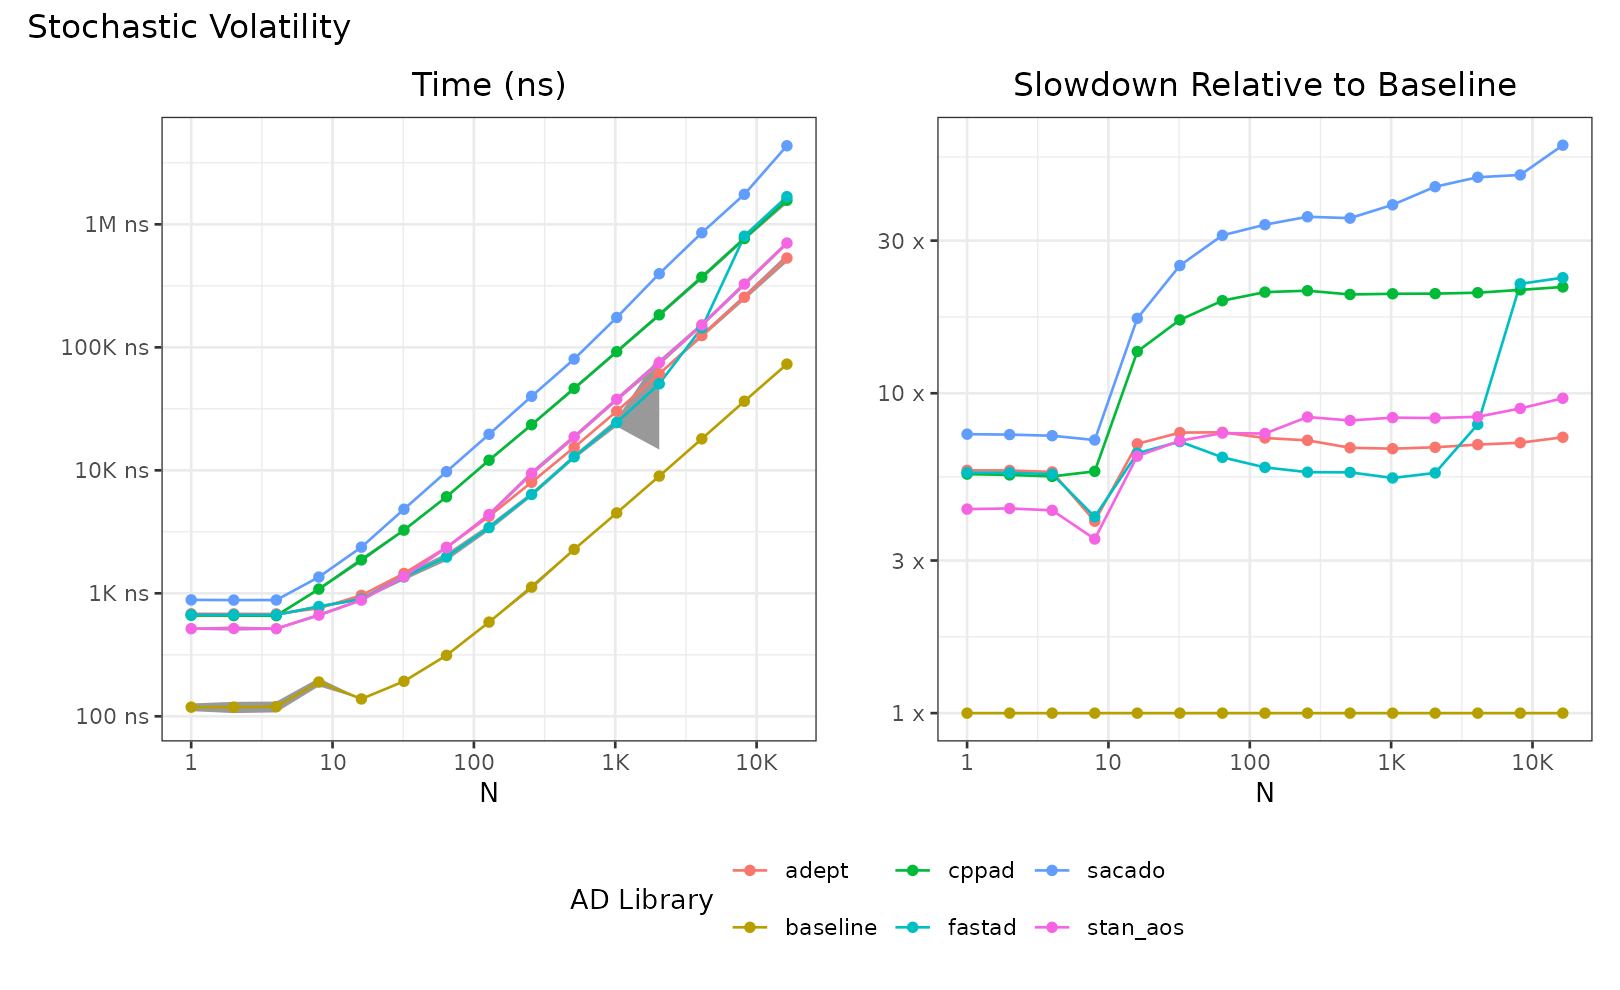 Stochastic Volatility
Time (ns)
1M ns
100K ns
10K ns
1K ns
100 ns
1 10 100 1K 10K
N
Slowdown Relative to Baseline
30 x
10 x
3 x
1 x
1 10 100 1K 10K
N
AD Library
adept cppad sacado
baseline fastad stan_aos